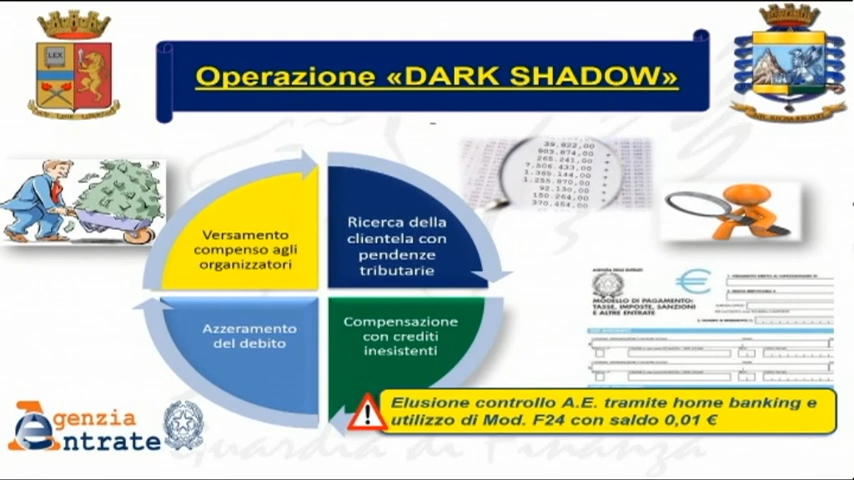 Operazione «DARK SHADOW»
LEX
39.822,00
903.874,00
265.241,00
7.506.433,00
1.365.144,00
1.255.870,00
92.130,00
150.264,00
370.454,00
Versamento
compenso agli
organizzatori
Ricerca della
clientela con
pendenze
tributarie
Azzeramento
del debito
Compensazione
con crediti
inesistenti
MODELLO DI PAGAMENTO:
TASSE, IMPOSTE, SANZIONI
E ALTRE ENTRATE
Elusione controllo A.E. tramite home banking e
utilizzo di Mod. F24 con saldo 0,01 €
Agenzia
Entrate
Guardia di Finanza